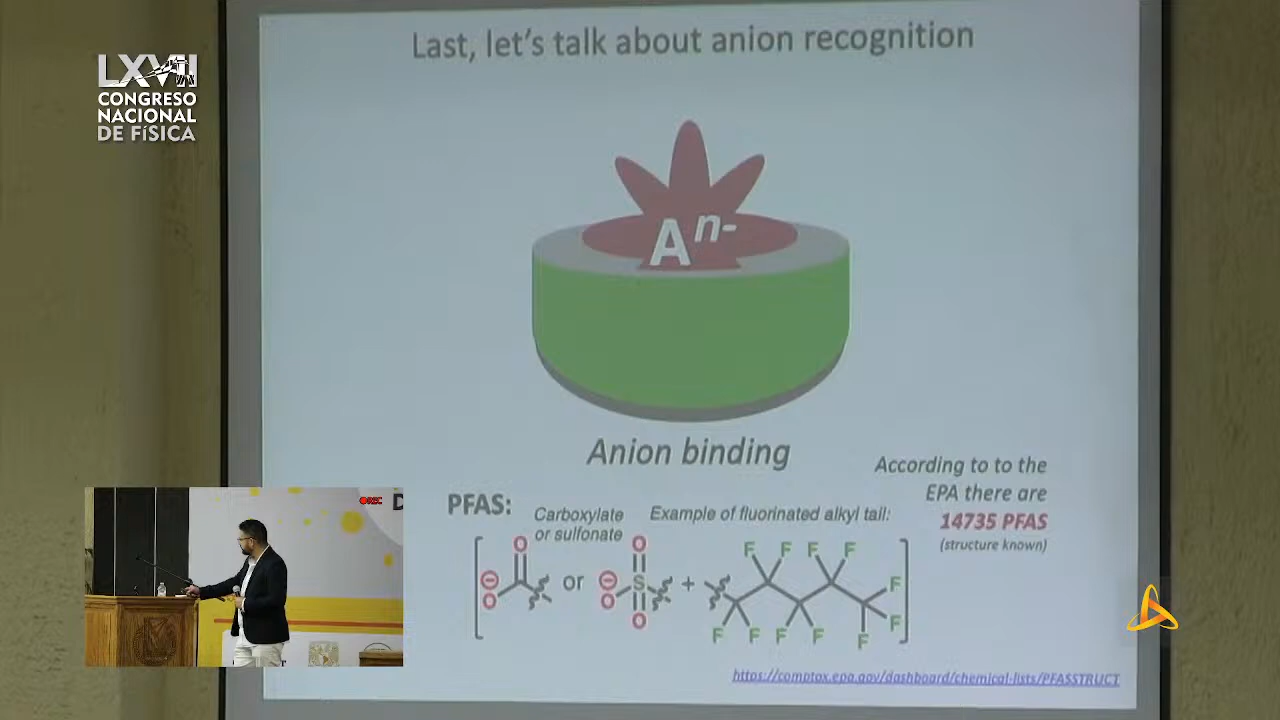 Last, let's talk about anion recognition
LXVII
CONGRESO
NACIONAL
DE FÍSICA
A n-
Anion binding
According to to the
EPA there are
14735 PFAS
(structure known)
PFAS:
Carboxylate
or sulfonate
Example of fluorinated alkyl tail:
O
O
F F F F
⊖
O
or
⊖
O
S
+
F
O
F
F F F F F
https://comptox.epa.gov/dashboard/chemical-lists/PFASSTRUCT
REC
D